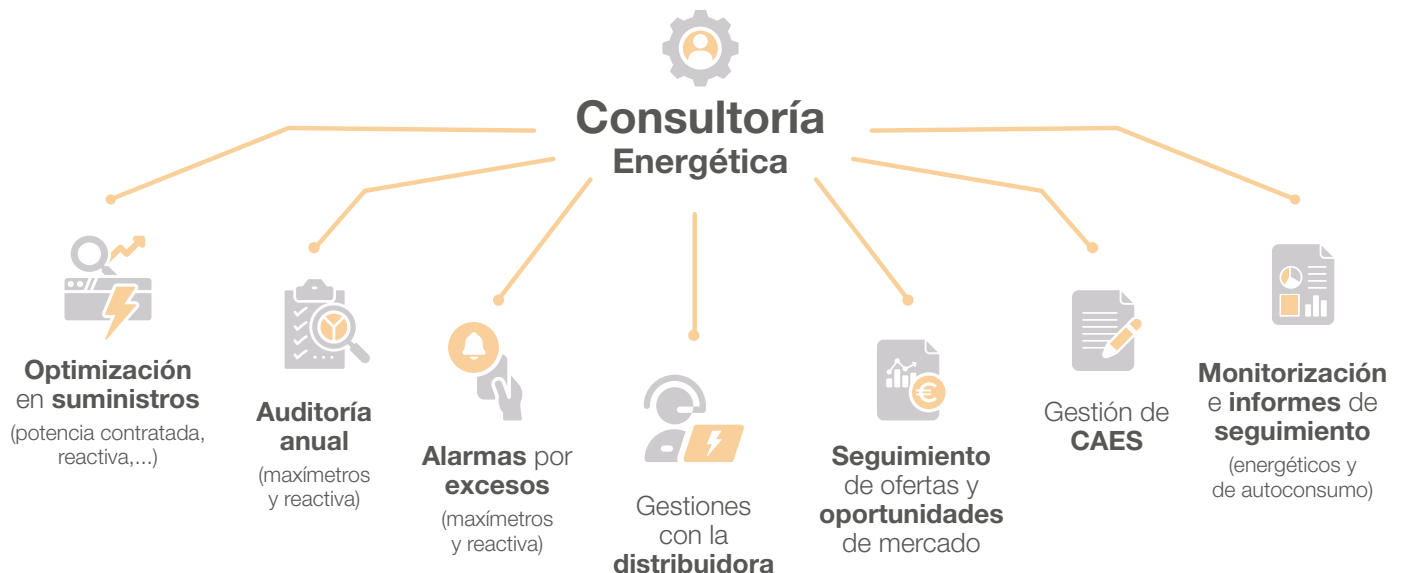 Consultoría
Energética
Optimización
en suministros
(potencia contratada,
reactiva,...)
Auditoría
anual
(maxímetros
y reactiva)
Alarmas por
excesos
(maxímetros
y reactiva)
Gestiones
con la
distribuidora
Seguimiento
de ofertas y
oportunidades
de mercado
Gestión de
CAES
Monitorización
e informes de
seguimiento
(energéticos y
de autoconsumo)